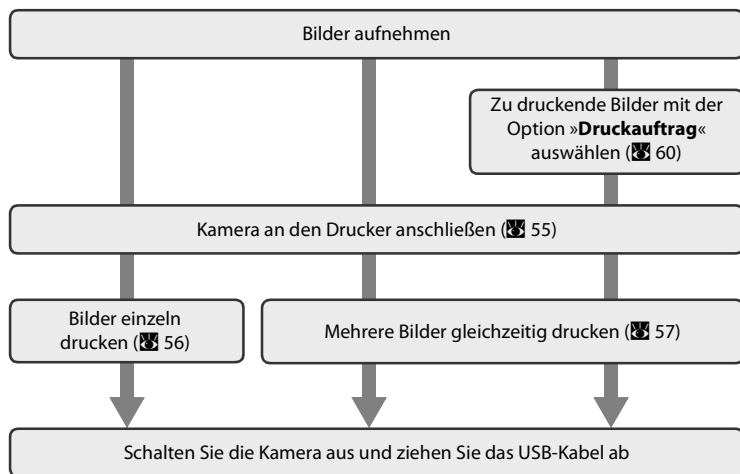 Bilder aufnehmen
Zu druckende Bilder mit der
Option »Druckauftrag«
auswählen (60)
Kamera an den Drucker anschließen (55)
Bilder einzeln
drucken (56)
Mehrere Bilder gleichzeitig drucken (57)
Schalten Sie die Kamera aus und ziehen Sie das USB-Kabel ab